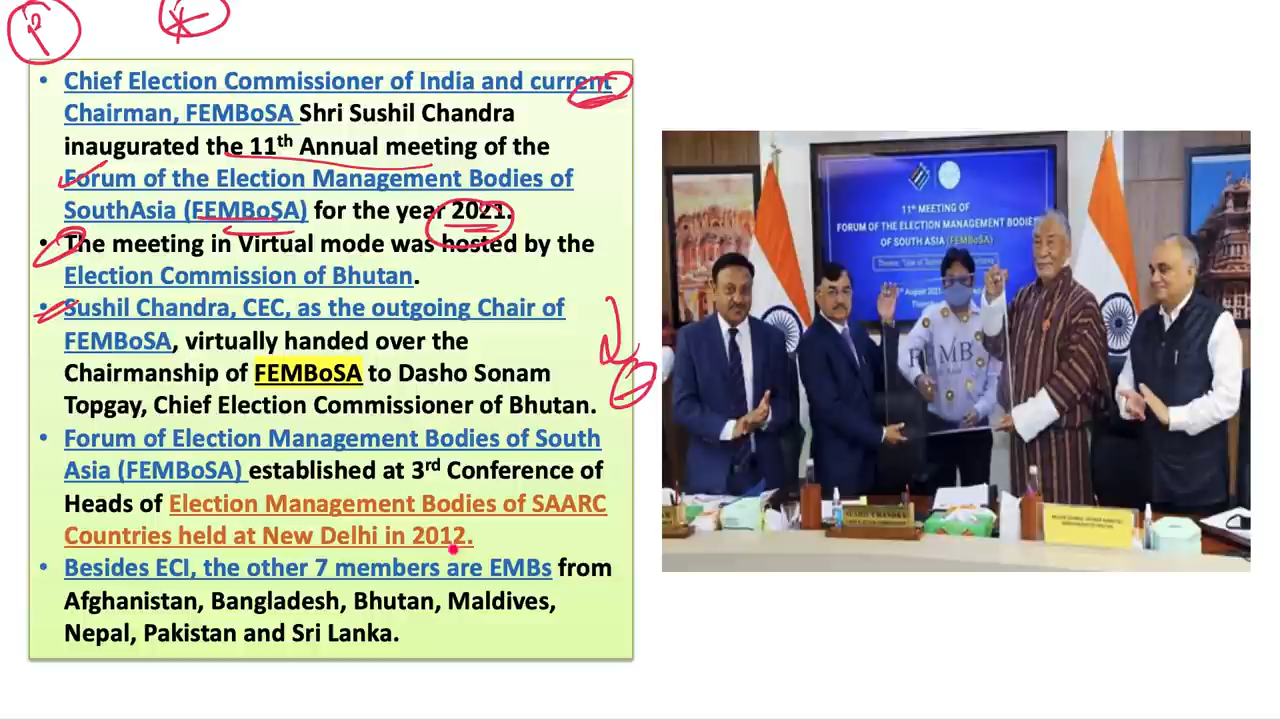 • Chief Election Commissioner of India and current
Chairman, FEMBoSA Shri Sushil Chandra
inaugurated the 11th Annual meeting of the
Forum of the Election Management Bodies of
SouthAsia (FEMBoSA) for the year 2021.
• The meeting in Virtual mode was hosted by the
Election Commission of Bhutan.
• Sushil Chandra, CEC, as the outgoing Chair of
FEMBoSA, virtually handed over the
Chairmanship of FEMBoSA to Dasho Sonam
Topgay, Chief Election Commissioner of Bhutan.
• Forum of Election Management Bodies of South
Asia (FEMBoSA) established at 3rd Conference of
Heads of Election Management Bodies of SAARC
Countries held at New Delhi in 2012.
• Besides ECI, the other 7 members are EMBs from
Afghanistan, Bangladesh, Bhutan, Maldives,
Nepal, Pakistan and Sri Lanka.
11th MEETING OF
FORUM OF THE ELECTION MANAGEMENT BODIES
OF SOUTH ASIA (FEMBoSA)
August 2021
FEMB
SUSHIL CHANDRA